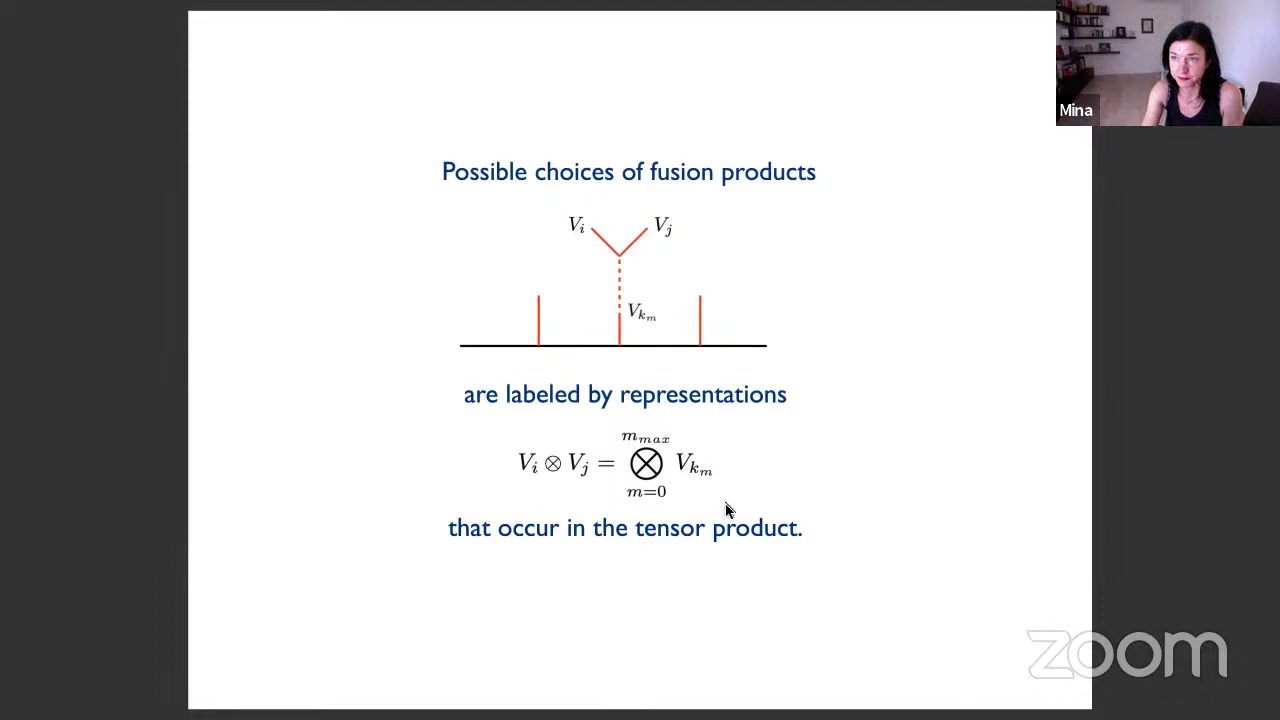 Mina
Possible choices of fusion products
V_i V_j
V_{k_m}
are labeled by representations
V_i ⊗ V_j = ⨂_{m=0}^{m_{max}} V_{k_m}
that occur in the tensor product.
zoom